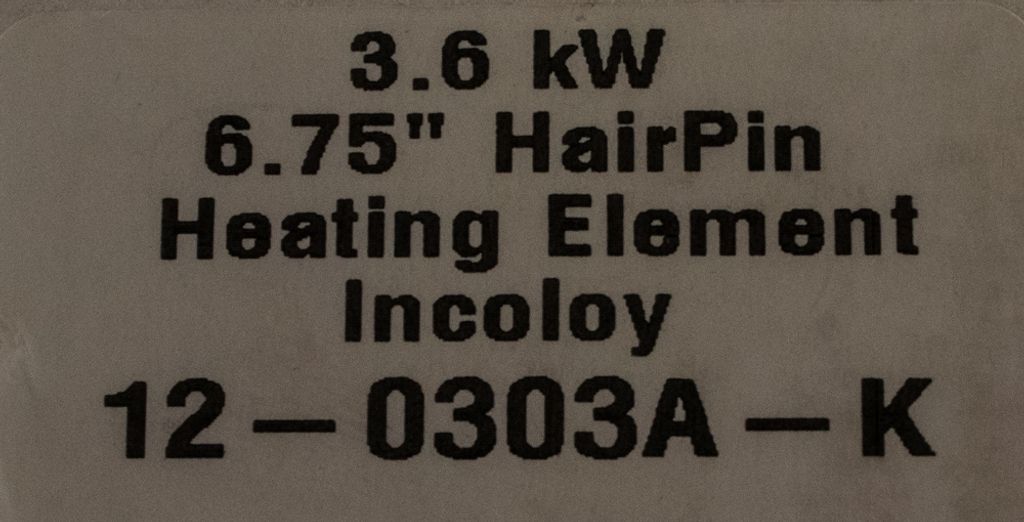 3.6 kW
6.75" HairPin
Heating Element
Incoloy
12-0303A-K